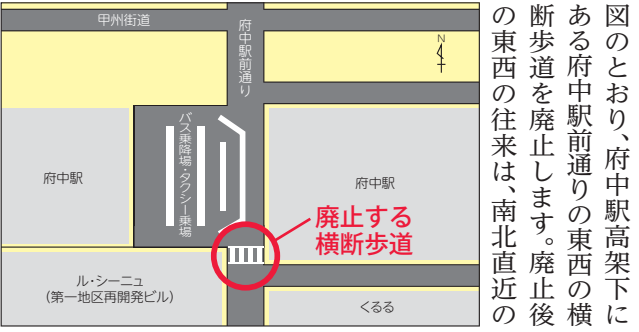 図のとおり、府中駅高架下に
ある府中駅前通りの東西の横
断歩道を廃止します。廃止後
の東西の往来は、南北直近の
甲州街道
府中駅前通り
N
バス乗降場・タクシー乗場
府中駅
府中駅
廃止する
横断歩道
ル・シーニュ
(第一地区再開発ビル)
くるる